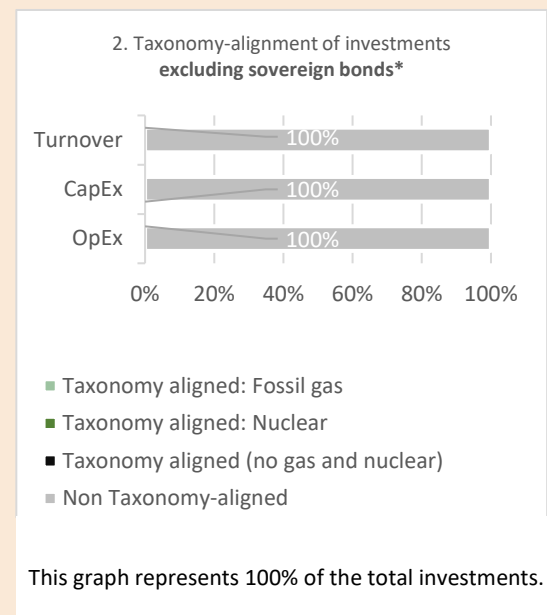 2. Taxonomy-alignment of investments
excluding sovereign bonds*
Turnover
100%
CapEx
100%
OpEx
100%
0% 20% 40% 60% 80% 100%
Taxonomy aligned: Fossil gas
Taxonomy aligned: Nuclear
Taxonomy aligned (no gas and nuclear)
Non Taxonomy-aligned
This graph represents 100% of the total investments.